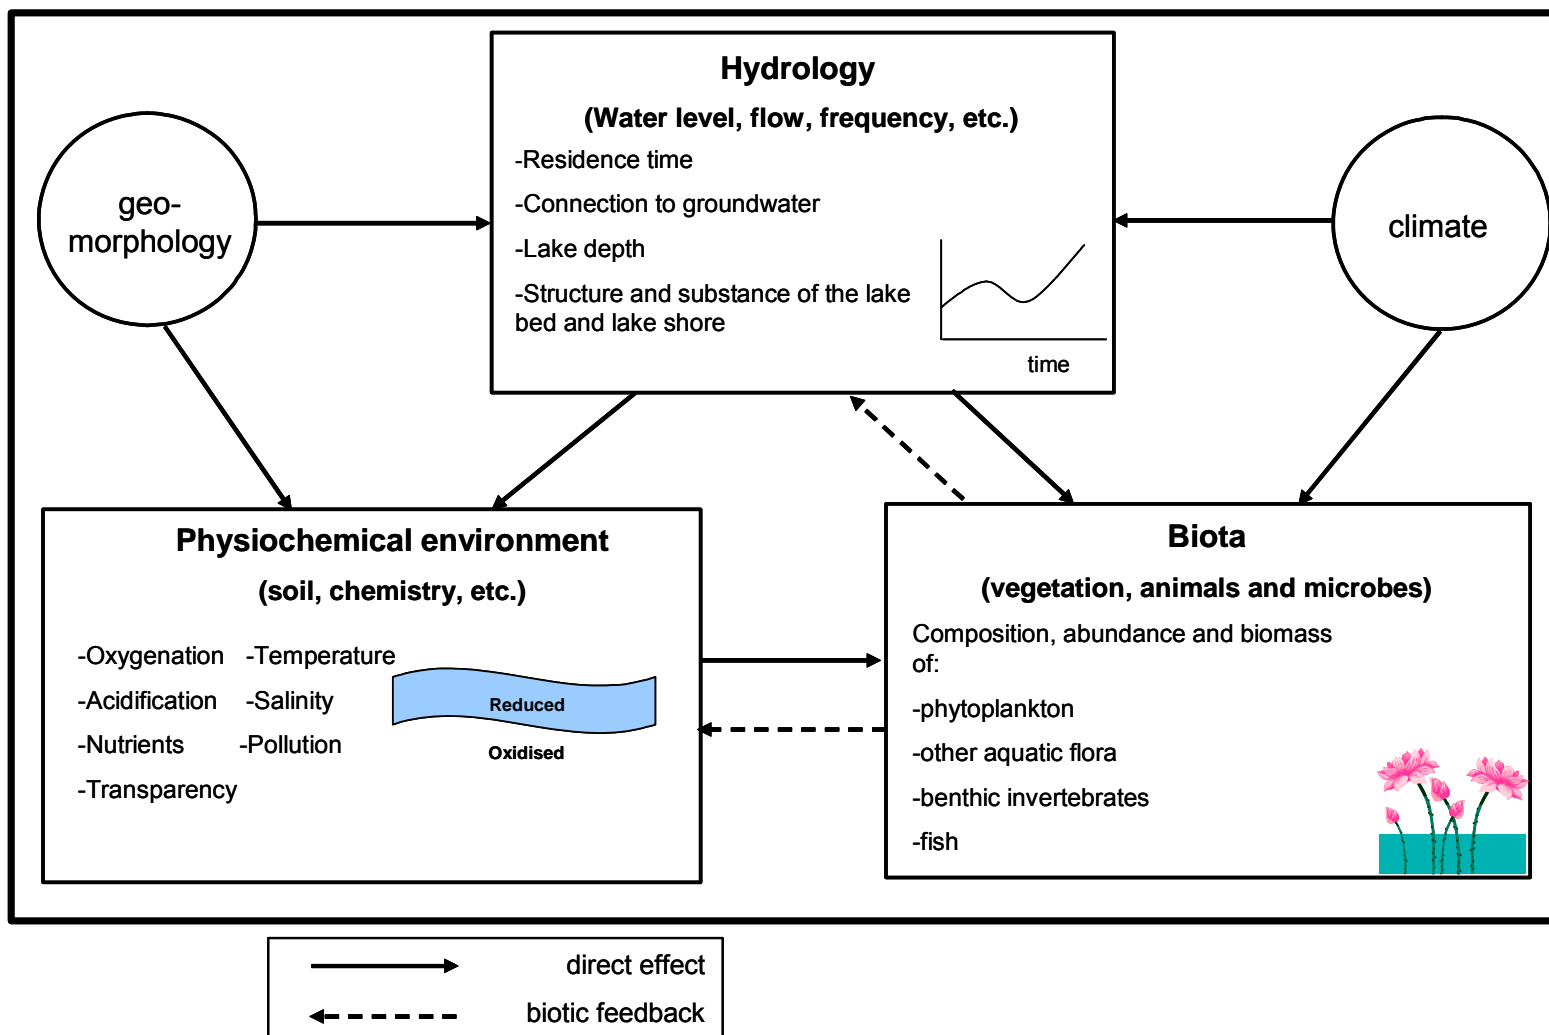 Hydrology
(Water level, flow, frequency, etc.)
-Residence time
-Connection to groundwater
-Lake depth
-Structure and substance of the lake
bed and lake shore
time
geo-
morphology
climate
Physiochemical environment
(soil, chemistry, etc.)
-Oxygenation -Temperature
-Acidification -Salinity
-Nutrients -Pollution
-Transparency
Reduced
Oxidised
Biota
(vegetation, animals and microbes)
Composition, abundance and biomass
of:
-phytoplankton
-other aquatic flora
-benthic invertebrates
-fish
direct effect
biotic feedback